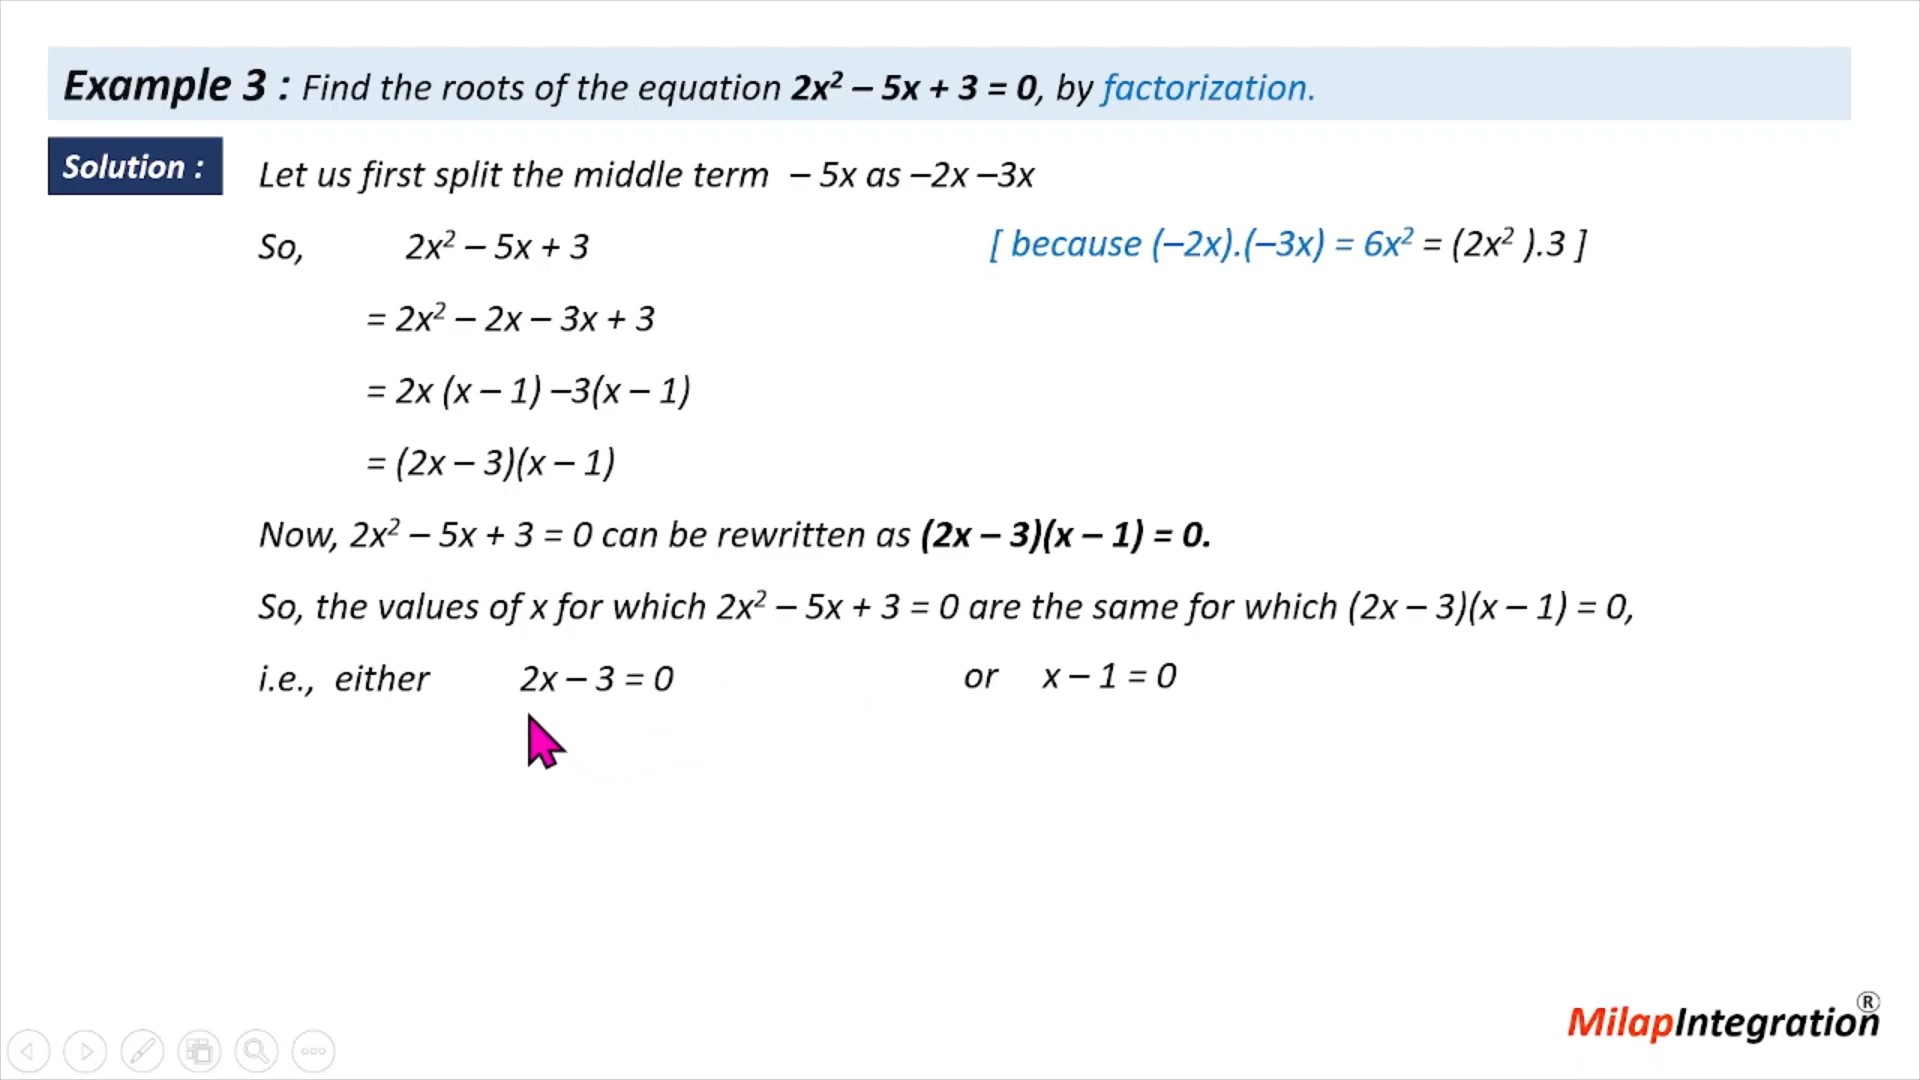 Example 3 : Find the roots of the equation 2x² – 5x + 3 = 0, by factorization.
Solution :
Let us first split the middle term – 5x as –2x –3x
So, 2x² – 5x + 3 [ because (–2x).(–3x) = 6x² = (2x² ).3 ]
= 2x² – 2x – 3x + 3
= 2x (x – 1) –3(x – 1)
= (2x – 3)(x – 1)
Now, 2x² – 5x + 3 = 0 can be rewritten as (2x – 3)(x – 1) = 0.
So, the values of x for which 2x² – 5x + 3 = 0 are the same for which (2x – 3)(x – 1) = 0,
i.e., either 2x – 3 = 0 or x – 1 = 0
MilapIntegration®